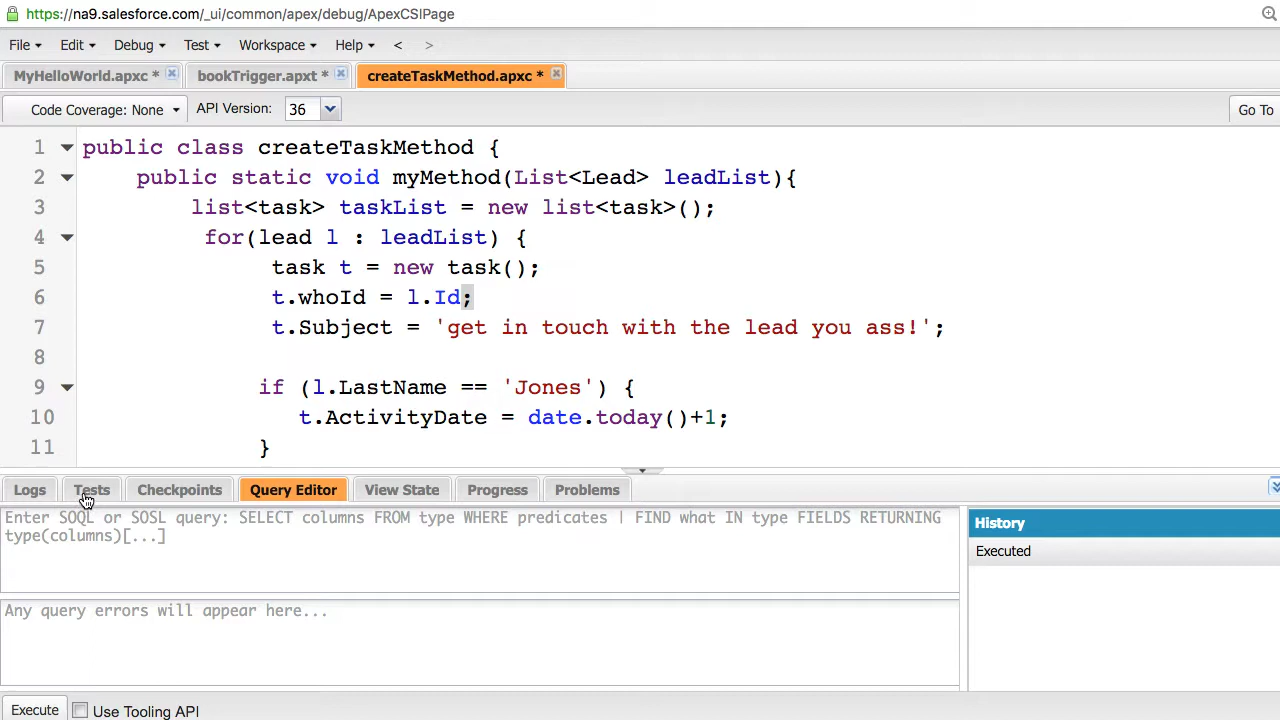 https://na9.salesforce.com/_ui/common/apex/debug/ApexCSIPage
File Edit Debug Test Workspace Help < >
MyHelloWorld.apxc * bookTrigger.apxt * createTaskMethod.apxc *
Code Coverage: None API Version: 36 Go To
1 public class createTaskMethod {
2 public static void myMethod(List<Lead> leadList){
3 list<task> taskList = new list<task>();
4 for(lead l : leadList) {
5 task t = new task();
6 t.whoId = l.Id;
7 t.Subject = 'get in touch with the lead you ass!';
8
9 if (l.LastName == 'Jones') {
10 t.ActivityDate = date.today()+1;
11 }
Logs Tests Checkpoints Query Editor View State Progress Problems
Enter SOQL or SOSL query: SELECT columns FROM type WHERE predicates | FIND what IN type FIELDS RETURNING
type(columns)[...]
History
Executed
Any query errors will appear here...
Execute Use Tooling API